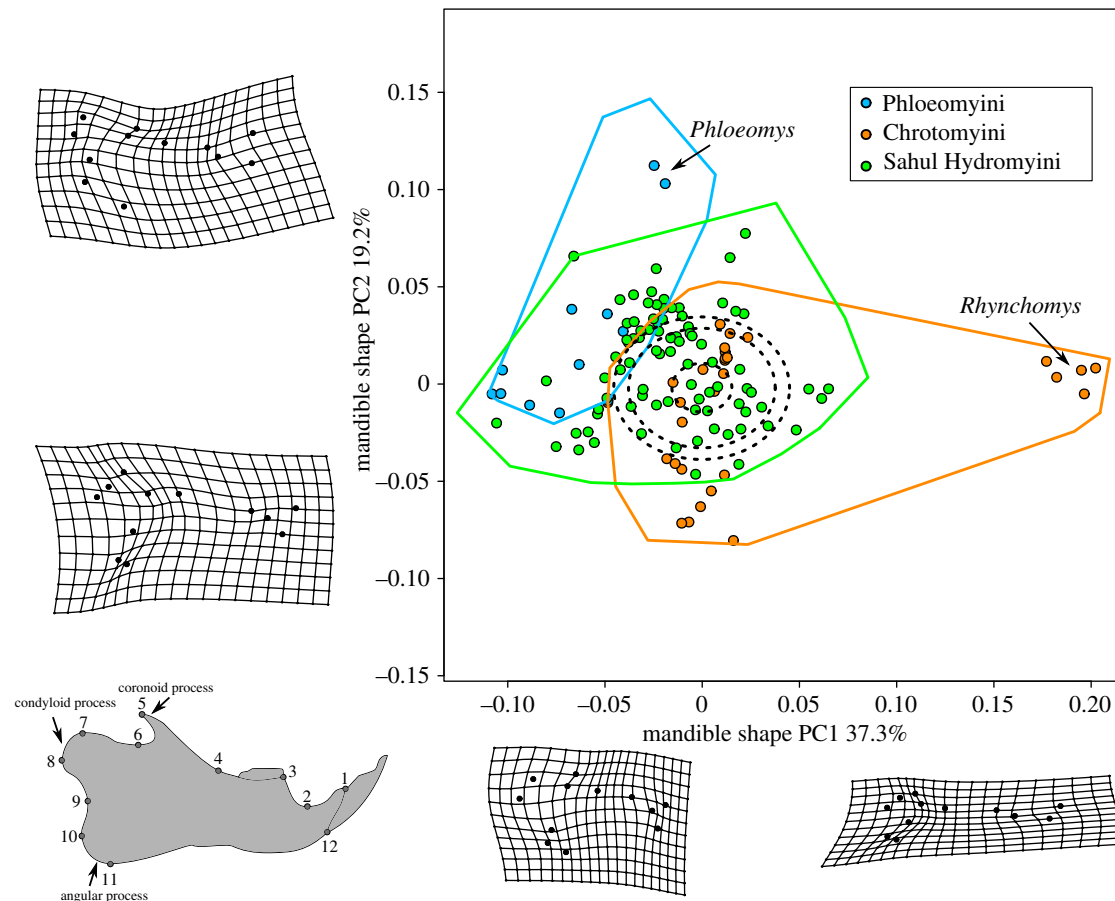 0.15
0.10
0.05
0
−0.05
−0.10
−0.15
mandible shape PC2 19.2%
Phloeomys
Phloeomyini
Chrotomyini
Sahul Hydromyini
Rhynchomys
−0.10
−0.05
0
0.05
0.10
0.15
0.20
mandible shape PC1 37.3%
coronoid process
condyloid process
5
7
6
8
4
3
1
2
9
10
12
11
angular process